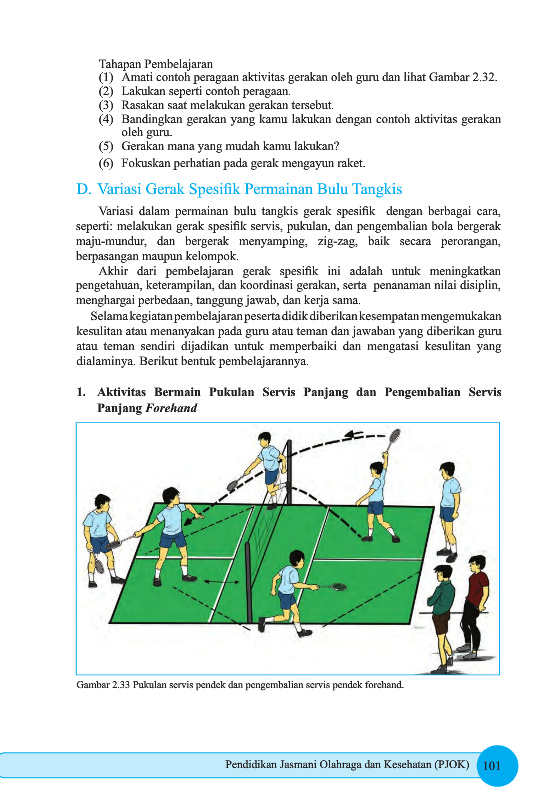 Tahapan Pembelajaran
(1) Amati contoh peragaan aktivitas gerakan oleh guru dan lihat Gambar 2.32.
(2) Lakukan seperti contoh peragaan.
(3) Rasakan saat melakukan gerakan tersebut.
(4) Bandingkan gerakan yang kamu lakukan dengan contoh aktivitas gerakan
oleh guru.
(5) Gerakan mana yang mudah kamu lakukan?
(6) Fokuskan perhatian pada gerak mengayun raket.
D. Variasi Gerak Spesifik Permainan Bulu Tangkis
Variasi dalam permainan bulu tangkis gerak spesifik dengan berbagai cara,
seperti: melakukan gerak spesifik servis, pukulan, dan pengembalian bola bergerak
maju-mundur, dan bergerak menyamping, zig-zag, baik secara perorangan,
berpasangan maupun kelompok.
Akhir dari pembelajaran gerak spesifik ini adalah untuk meningkatkan
pengetahuan, keterampilan, dan koordinasi gerakan, serta penanaman nilai disiplin,
menghargai perbedaan, tanggung jawab, dan kerja sama.
Selama kegiatan pembelajaran peserta didik diberikan kesempatan mengemukakan
kesulitan atau menanyakan pada guru atau teman dan jawaban yang diberikan guru
atau teman sendiri dijadikan untuk memperbaiki dan mengatasi kesulitan yang
dialaminya. Berikut bentuk pembelajarannya.
1. Aktivitas Bermain Pukulan Servis Panjang dan Pengembalian Servis
Panjang Forehand
Gambar 2.33 Pukulan servis pendek dan pengembalian servis pendek forehand.
Pendidikan Jasmani Olahraga dan Kesehatan (PJOK) 101